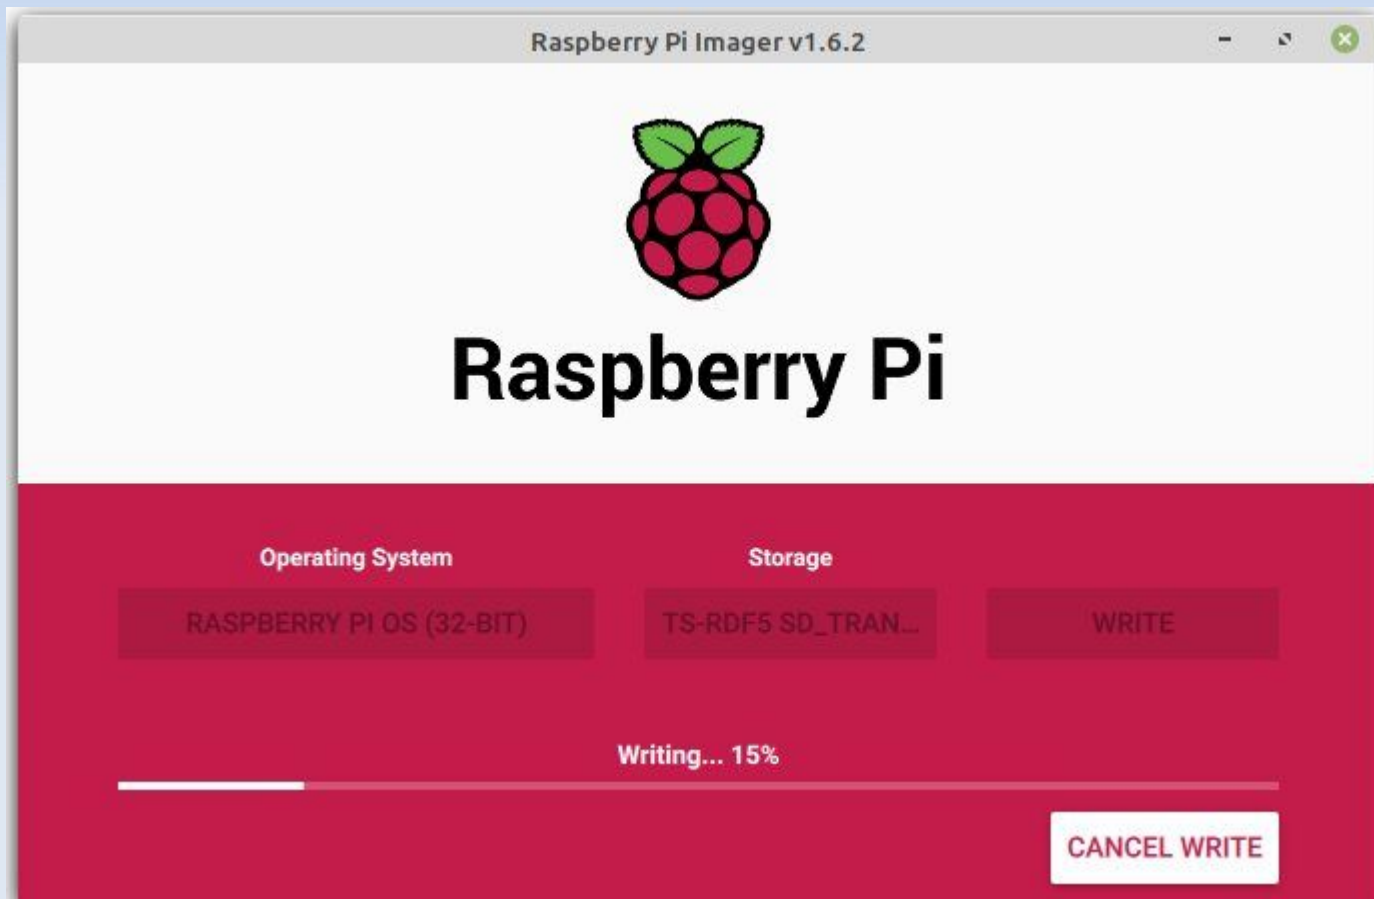 Raspberry Pi Imager v1.6.2
Raspberry Pi
Operating System
Storage
RASPBERRY PI OS (32-BIT)
TS-RDF5 SD_TRAN...
WRITE
Writing... 15%
CANCEL WRITE